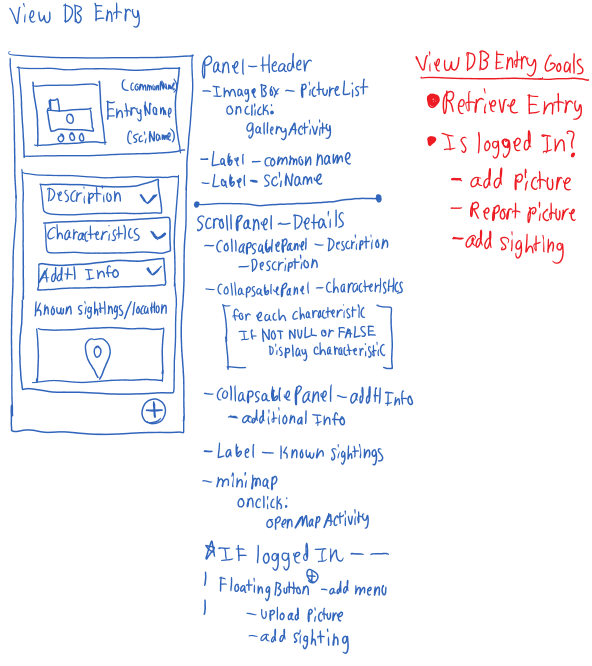 View DB Entry
(commonName)
EntryName
(sciName)
Description
Characteristics
Addtl Info
Known sightings/location
Panel-Header
- ImageBox - PictureList
onclick:
galleryActivity
- Label - common name
- Label - sciName
ScrollPanel - Details
- CollapsablePanel - Description
- Description
- CollapsablePanel - Characteristics
for each characteristic
If NOT NULL or FALSE
Display characteristic
- CollapsablePanel - addtl Info
- additional Info
- Label - Known sightings
- minimap
onclick:
openMapActivity
☆ If logged In - -
Floating Button ⊕ - add menu
- upload picture
- add sighting
View DB Entry Goals
• Retrieve Entry
• Is logged In?
- add picture
- Report picture
- add sighting